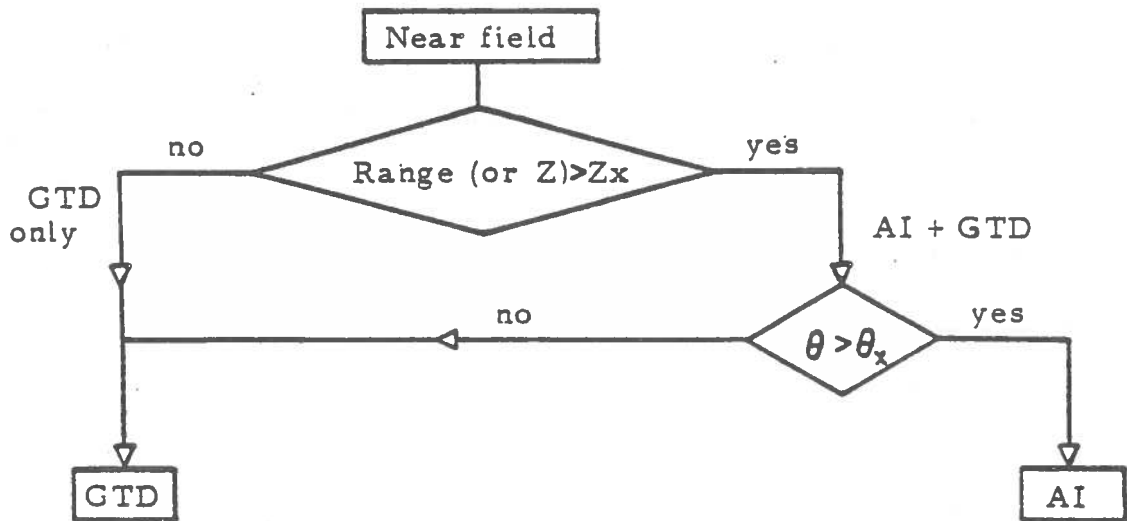 Near field
no
yes
Range (or Z)>Zx
GTD
only
AI + GTD
no
yes
θ>θx
GTD
AI